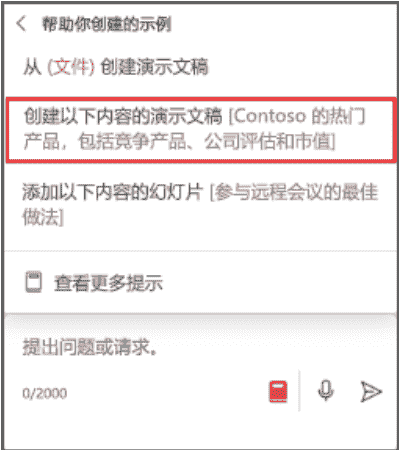 帮助你创建的示例
从 (文件) 创建演示文稿
创建以下内容的演示文稿 [Contoso 的热门
产品，包括竞争产品、公司评估和市值]
添加以下内容的幻灯片 [参与远程会议的最佳
做法]
查看更多提示
提出问题或请求。
0/2000